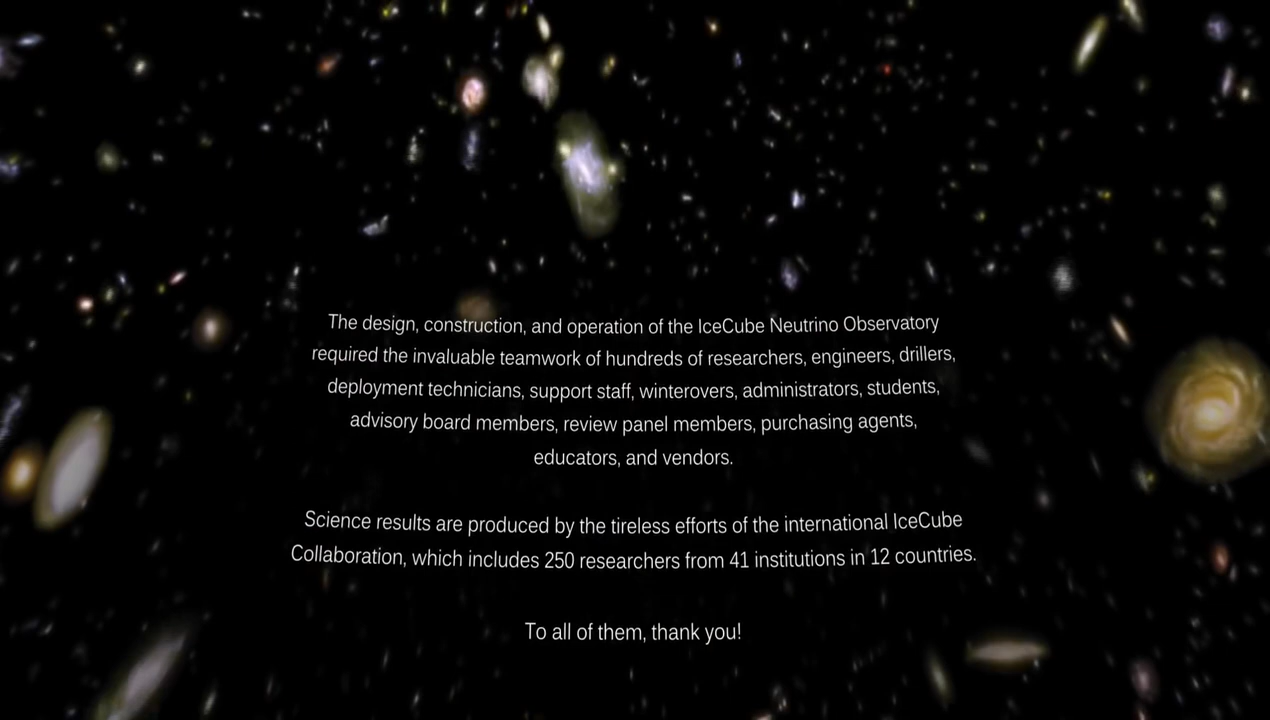 The design, construction, and operation of the IceCube Neutrino Observatory
required the invaluable teamwork of hundreds of researchers, engineers, drillers,
deployment technicians, support staff, winterovers, administrators, students,
advisory board members, review panel members, purchasing agents,
educators, and vendors.
Science results are produced by the tireless efforts of the international IceCube
Collaboration, which includes 250 researchers from 41 institutions in 12 countries.
To all of them, thank you!